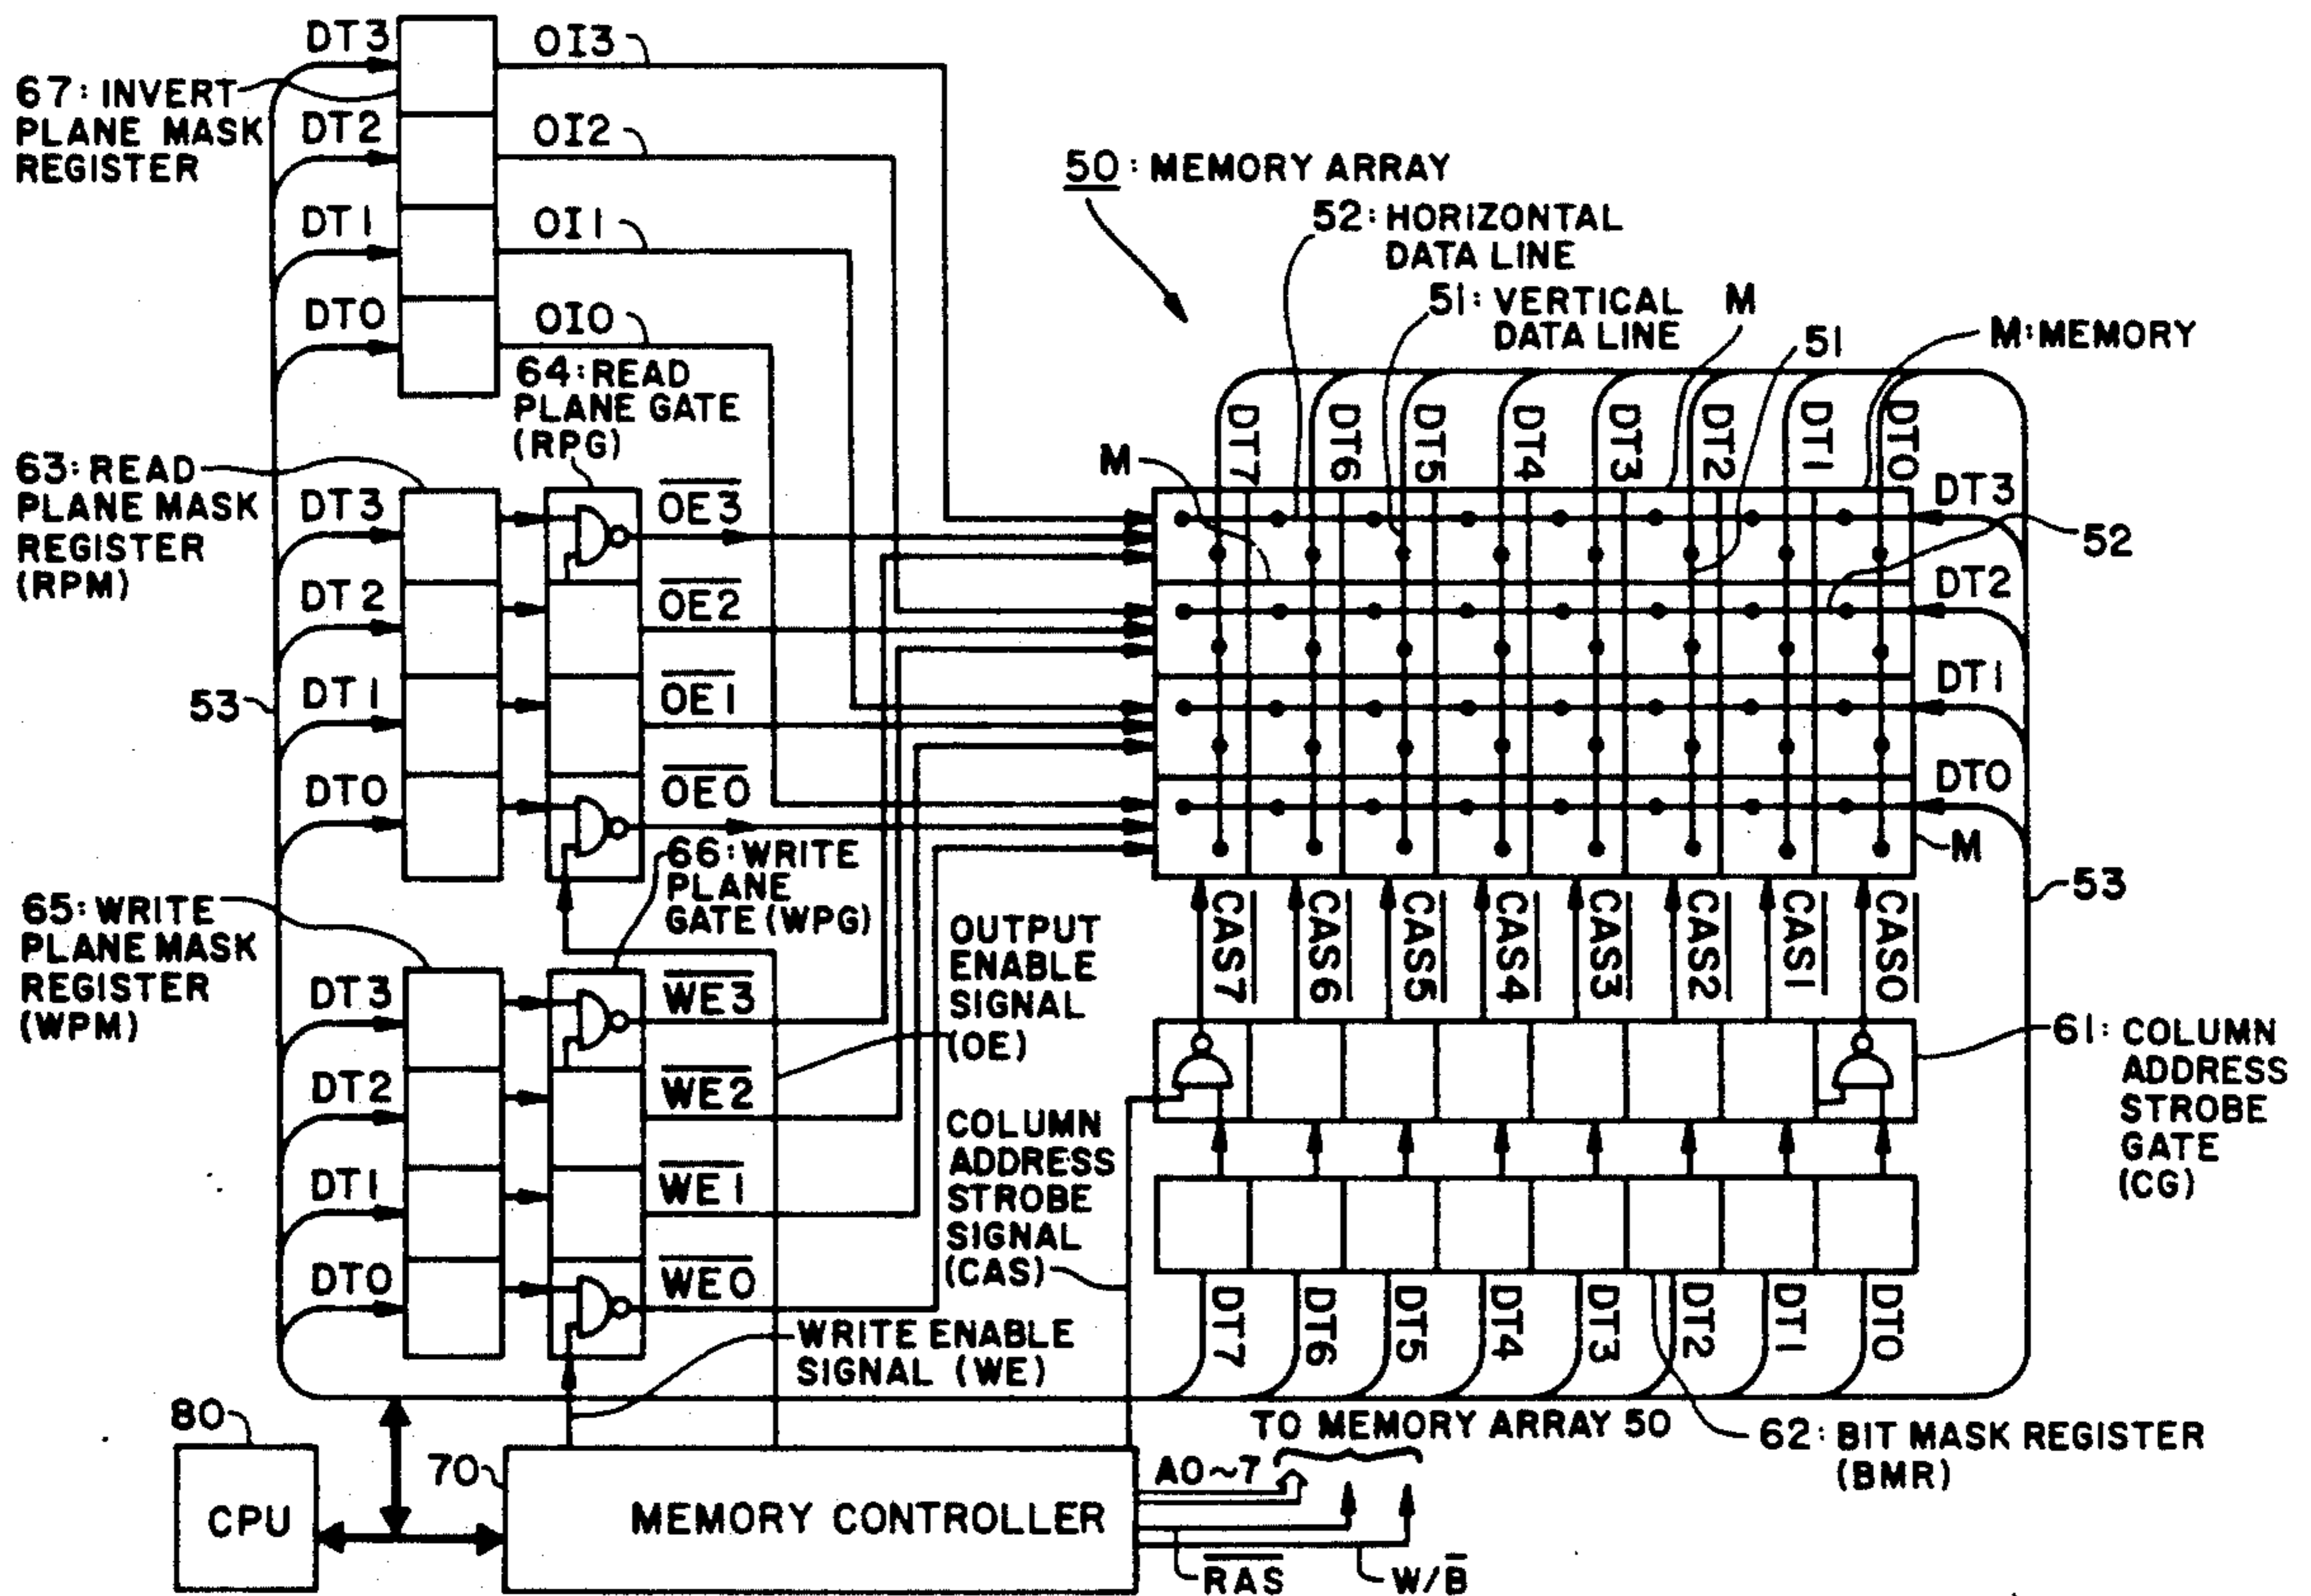 DT3
OI3
67: INVERT
PLANE MASK
REGISTER
DT2
OI2
DT1
OI1
DT0
OI0
50: MEMORY ARRAY
52: HORIZONTAL
DATA LINE
51: VERTICAL
DATA LINE
M
51
M: MEMORY
64: READ
PLANE GATE
(RPG)
63: READ
PLANE MASK
REGISTER
(RPM)
DT3
DT2
DT1
DT0
53
OE3
OE2
OE1
OE0
M
DT7
DT6
DT5
DT4
DT3
DT2
DT1
DT0
DT3
DT2
DT1
DT0
52
M
53
66: WRITE
PLANE
GATE (WPG)
65: WRITE
PLANE MASK
REGISTER
(WPM)
DT3
DT2
DT1
DT0
WE3
WE2
WE1
WE0
OUTPUT
ENABLE
SIGNAL
(OE)
COLUMN
ADDRESS
STROBE
SIGNAL
(CAS)
CAS7
CAS6
CAS5
CAS4
CAS3
CAS2
CAS1
CAS0
61: COLUMN
ADDRESS
STROBE
GATE
(CG)
DT7
DT6
DT5
DT4
DT3
DT2
DT1
DT0
WRITE ENABLE
SIGNAL (WE)
TO MEMORY ARRAY 50
62: BIT MASK REGISTER
(BMR)
80
CPU
70
MEMORY CONTROLLER
A0~7
RAS
W/B̅